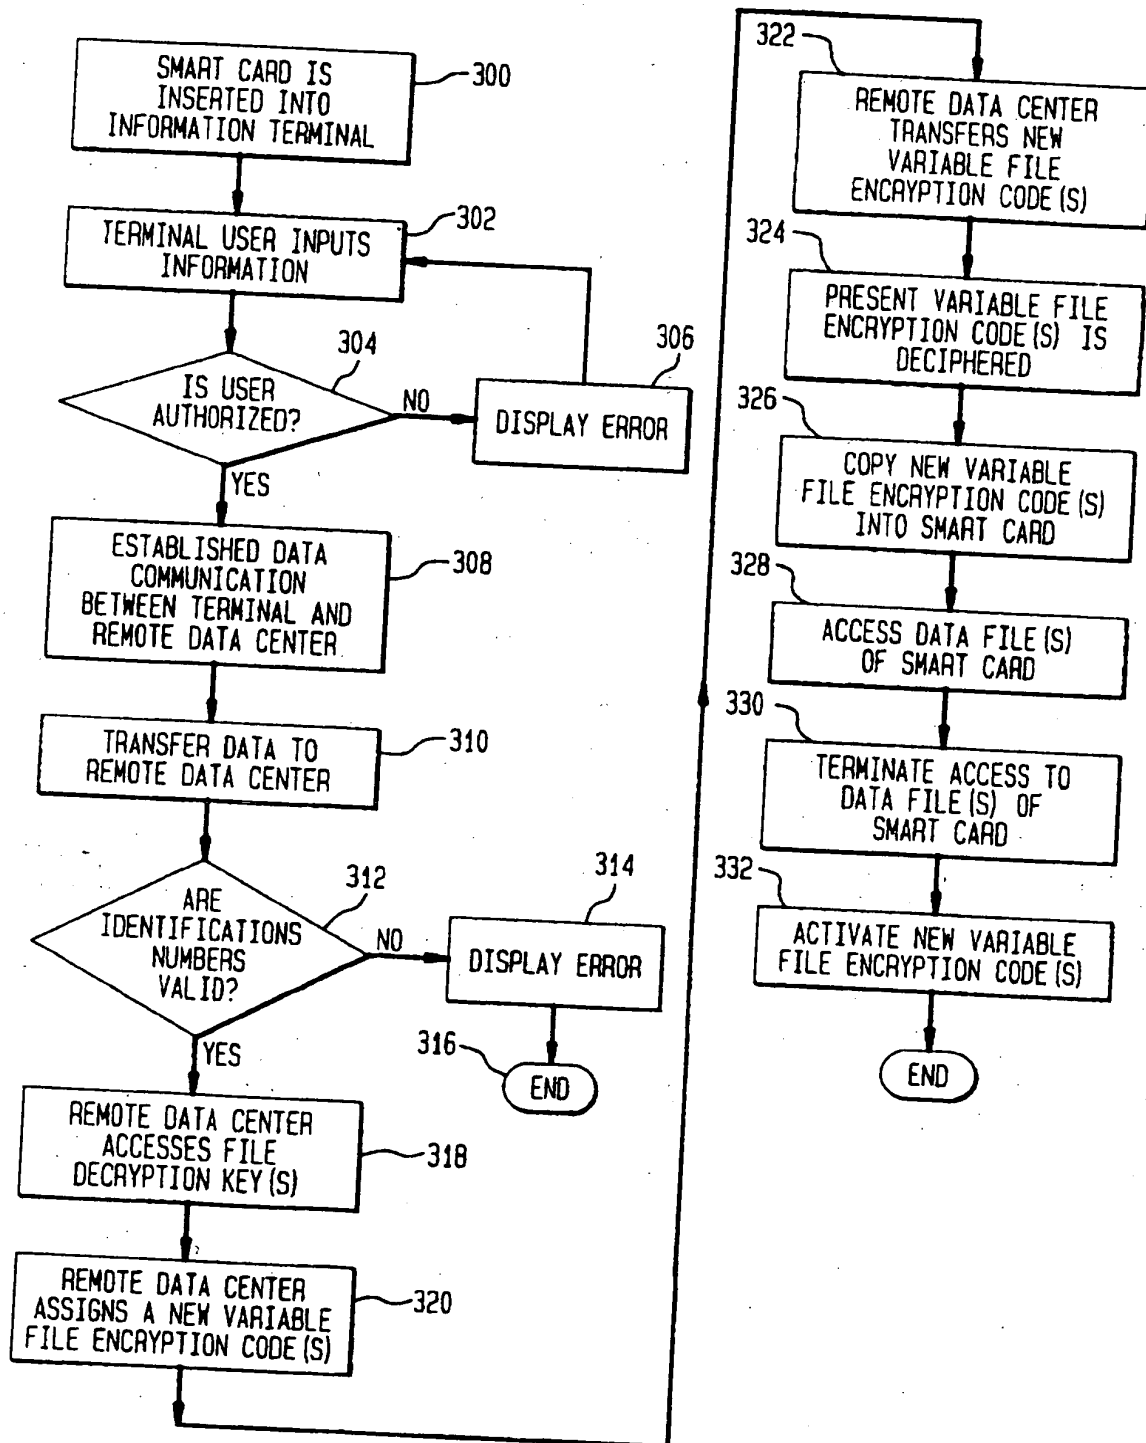 SMART CARD IS
INSERTED INTO
INFORMATION TERMINAL
300
TERMINAL USER INPUTS
INFORMATION
302
IS USER
AUTHORIZED?
304
NO
DISPLAY ERROR
306
YES
ESTABLISHED DATA
COMMUNICATION
BETWEEN TERMINAL AND
REMOTE DATA CENTER
308
TRANSFER DATA TO
REMOTE DATA CENTER
310
ARE
IDENTIFICATIONS
NUMBERS
VALID?
312
NO
DISPLAY ERROR
314
316
END
YES
REMOTE DATA CENTER
ACCESSES FILE
DECRYPTION KEY(S)
318
REMOTE DATA CENTER
ASSIGNS A NEW VARIABLE
FILE ENCRYPTION CODE(S)
320
322
REMOTE DATA CENTER
TRANSFERS NEW
VARIABLE FILE
ENCRYPTION CODE(S)
324
PRESENT VARIABLE FILE
ENCRYPTION CODE(S) IS
DECIPHERED
326
COPY NEW VARIABLE
FILE ENCRYPTION CODE(S)
INTO SMART CARD
328
ACCESS DATA FILE(S)
OF SMART CARD
330
TERMINATE ACCESS TO
DATA FILE(S) OF
SMART CARD
332
ACTIVATE NEW VARIABLE
FILE ENCRYPTION CODE(S)
END